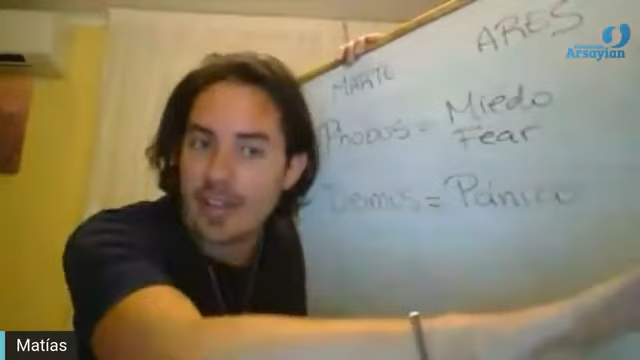 ARES
MARTE
Phobos = Miedo
Fear
Deimos = Pánico
Arsayian
Matías